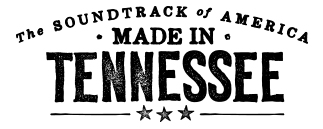 The SOUNDTRACK of AMERICA
MADE IN
TENNESSEE